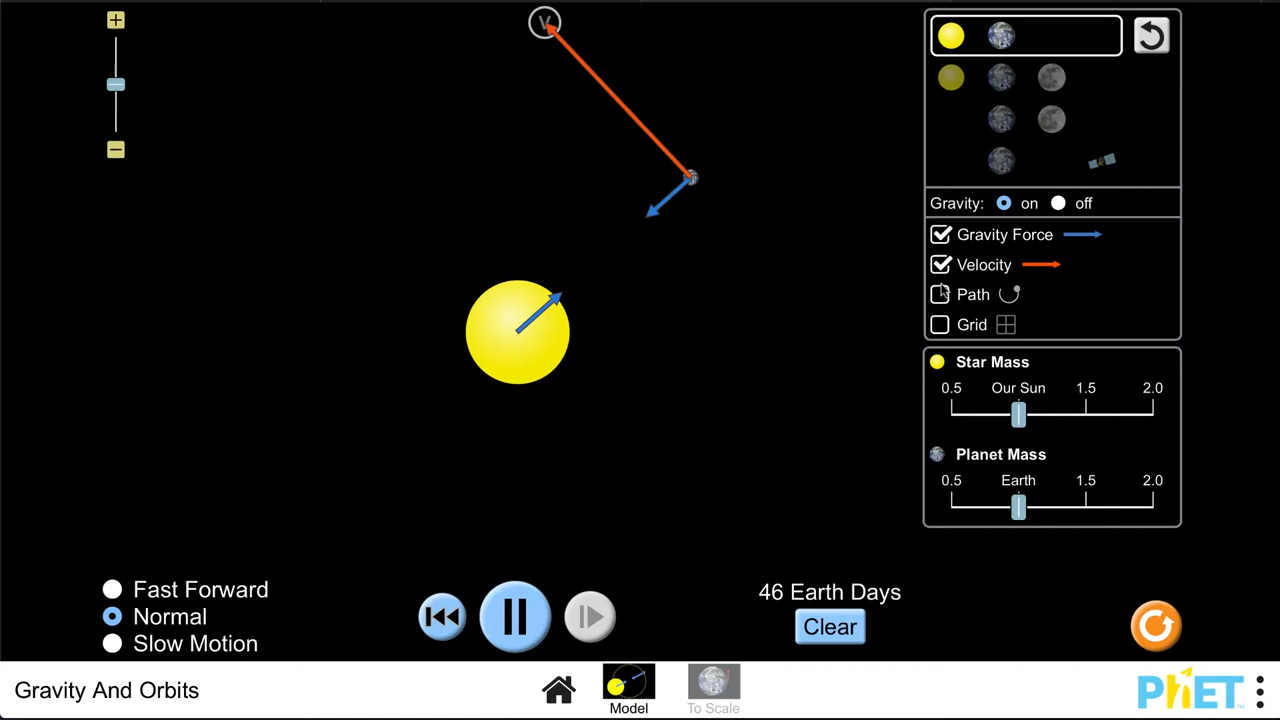 V
Gravity: on off
Gravity Force
Velocity
Path
Grid
Star Mass
0.5 Our Sun 1.5 2.0
Planet Mass
0.5 Earth 1.5 2.0
Fast Forward
Normal
Slow Motion
46 Earth Days
Clear
Gravity And Orbits
Model
To Scale
PhET